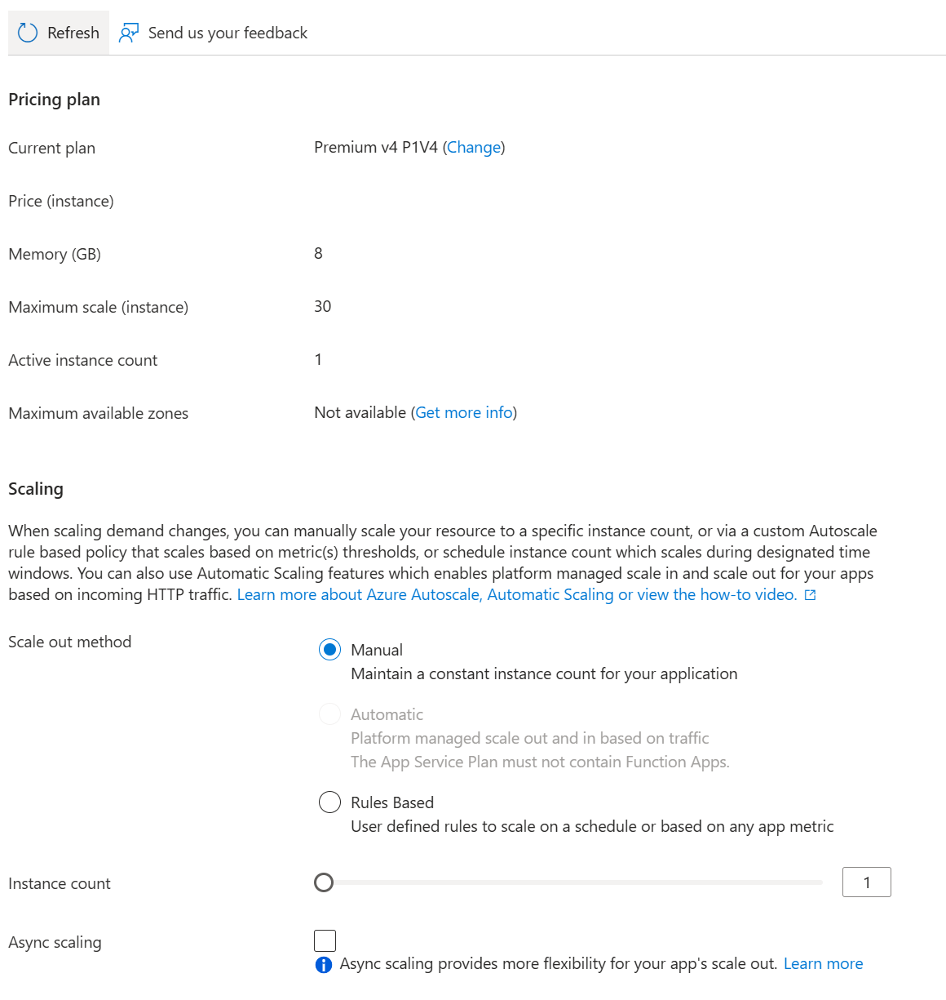 Refresh Send us your feedback
Pricing plan
Current plan Premium v4 P1V4 (Change)
Price (instance)
Memory (GB) 8
Maximum scale (instance) 30
Active instance count 1
Maximum available zones Not available (Get more info)
Scaling
When scaling demand changes, you can manually scale your resource to a specific instance count, or via a custom Autoscale
rule based policy that scales based on metric(s) thresholds, or schedule instance count which scales during designated time
windows. You can also use Automatic Scaling features which enables platform managed scale in and scale out for your apps
based on incoming HTTP traffic. Learn more about Azure Autoscale, Automatic Scaling or view the how-to video.
Scale out method
Manual
Maintain a constant instance count for your application
Automatic
Platform managed scale out and in based on traffic
The App Service Plan must not contain Function Apps.
Rules Based
User defined rules to scale on a schedule or based on any app metric
Instance count 1
Async scaling
Async scaling provides more flexibility for your app's scale out. Learn more